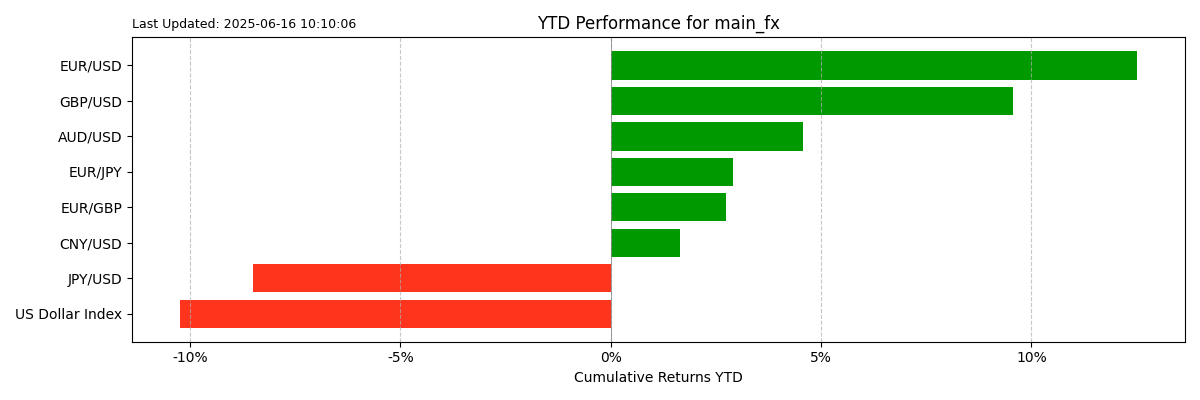 Last Updated: 2025-06-16 10:10:06
YTD Performance for main_fx
EUR/USD
GBP/USD
AUD/USD
EUR/JPY
EUR/GBP
CNY/USD
JPY/USD
US Dollar Index
-10% -5% 0% 5% 10%
Cumulative Returns YTD